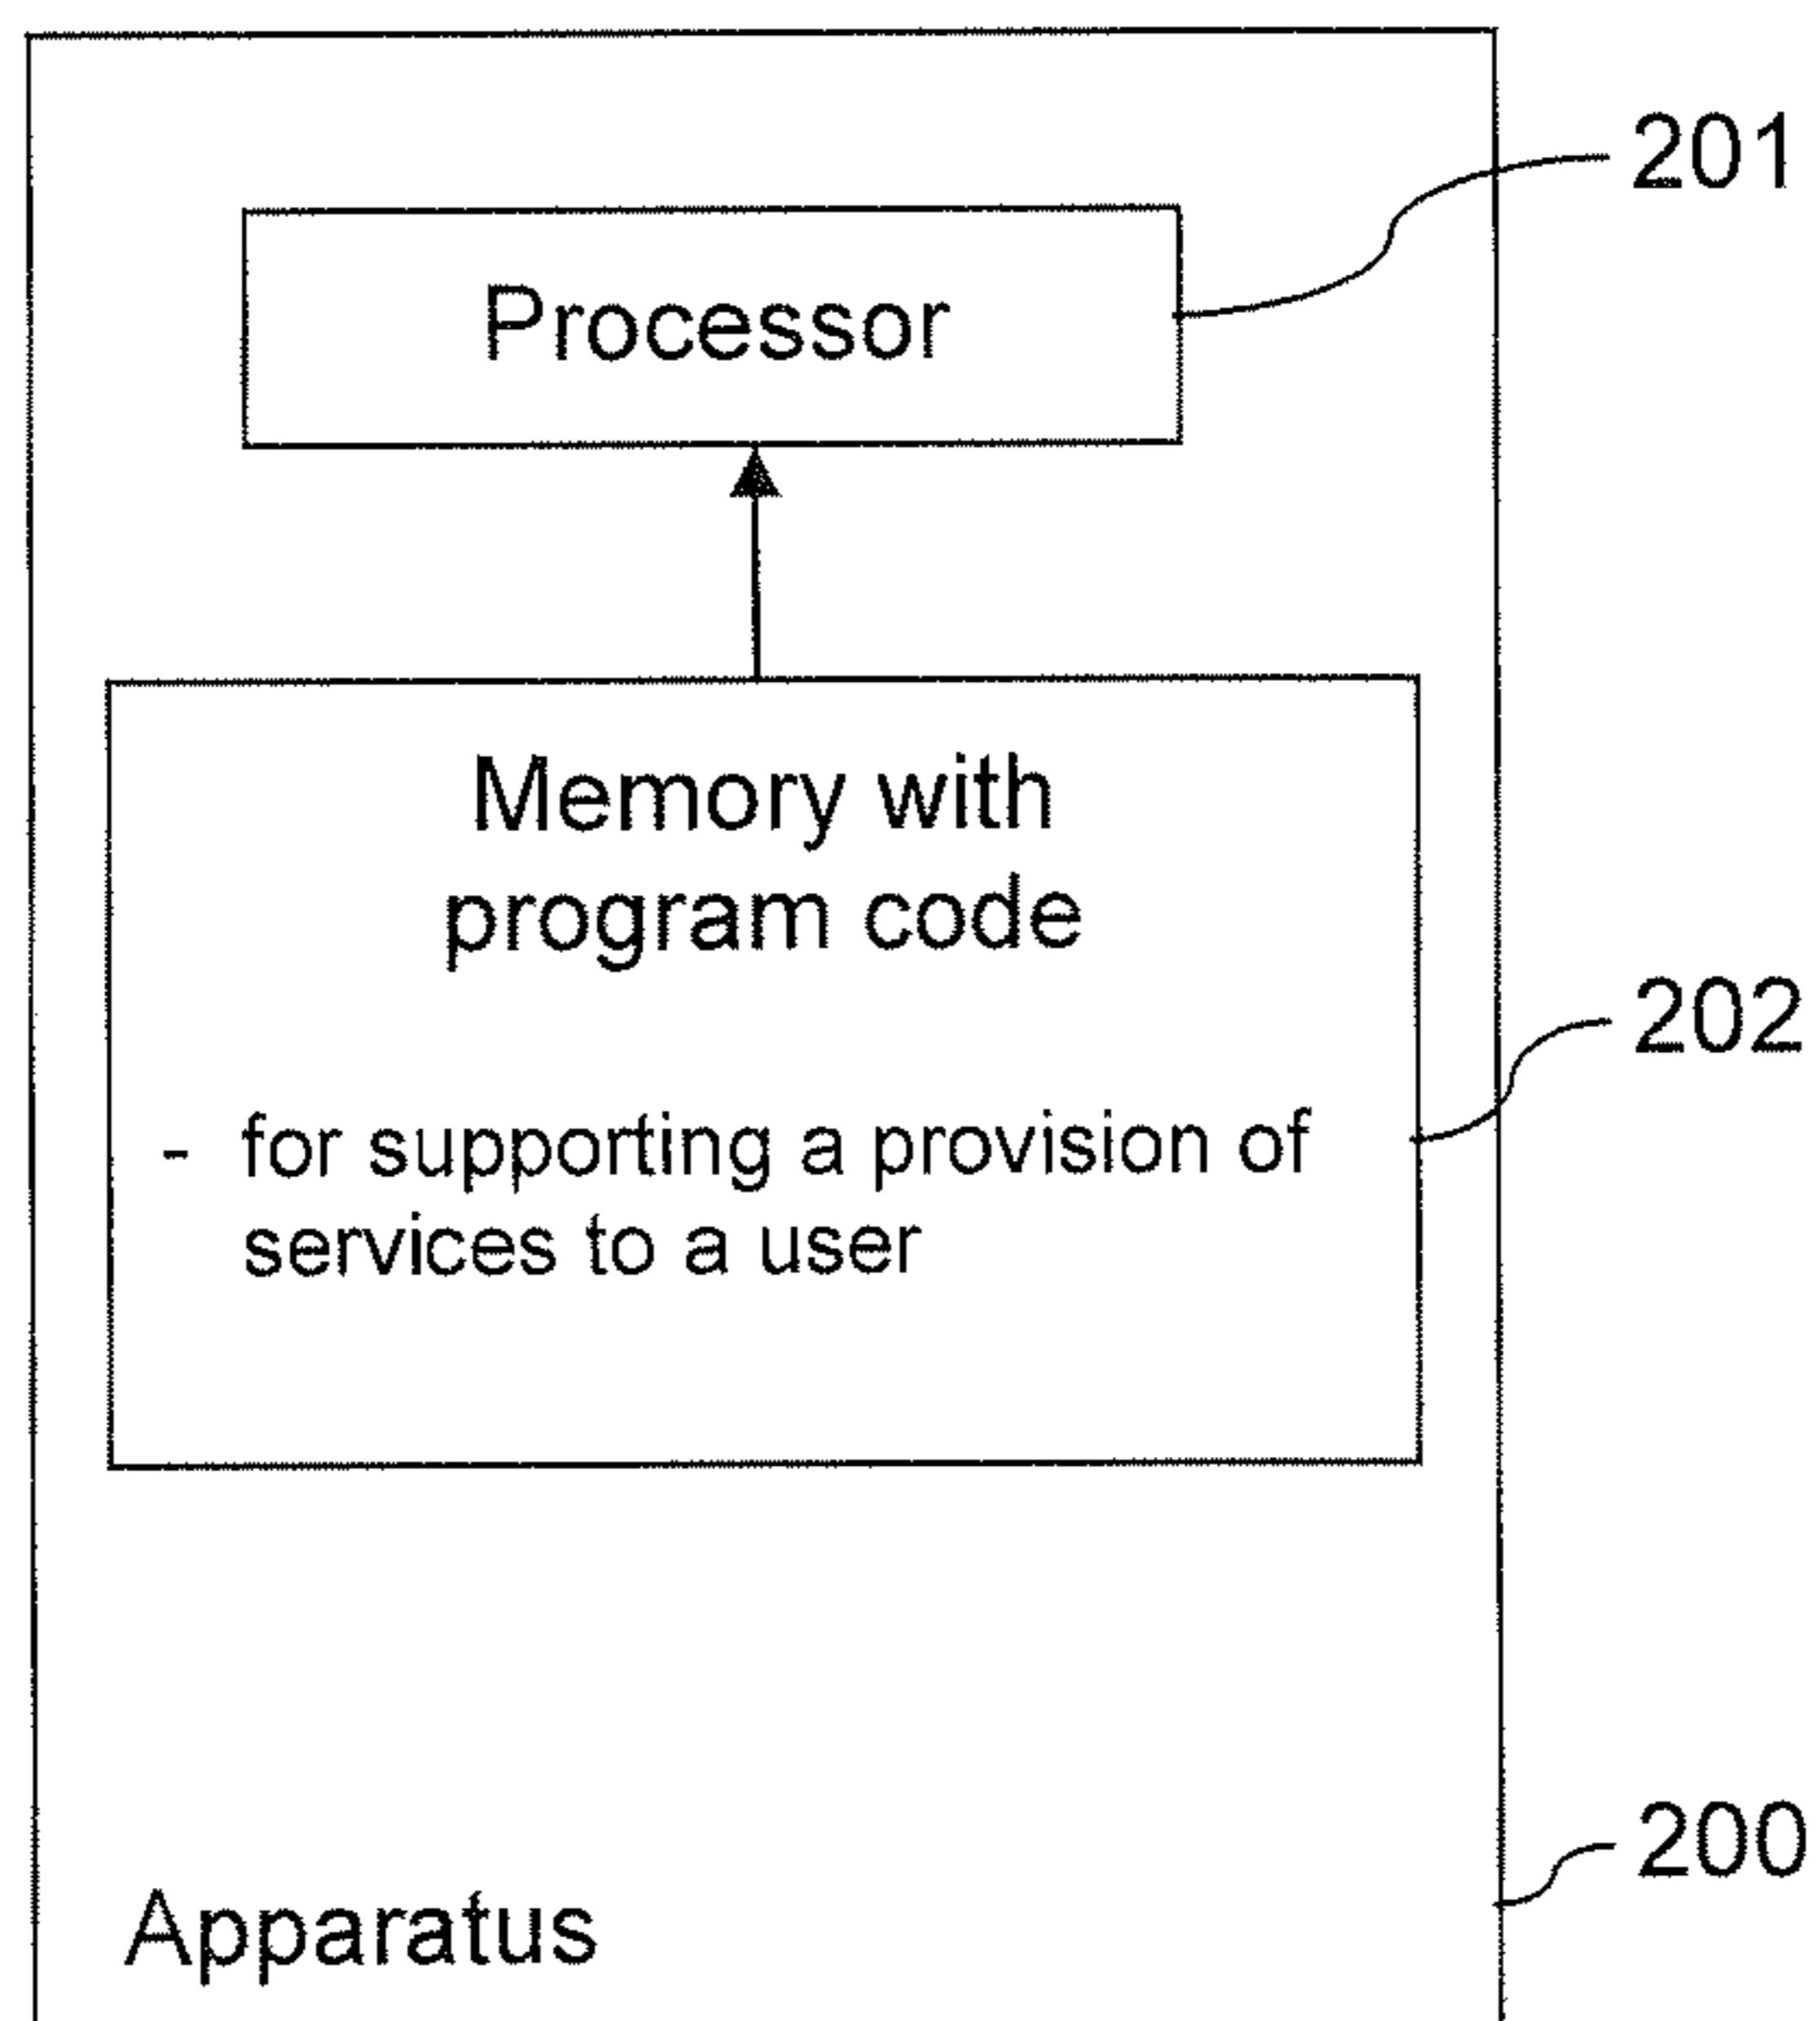 201
Processor
Memory with
program code
202
- for supporting a provision of
services to a user
200
Apparatus